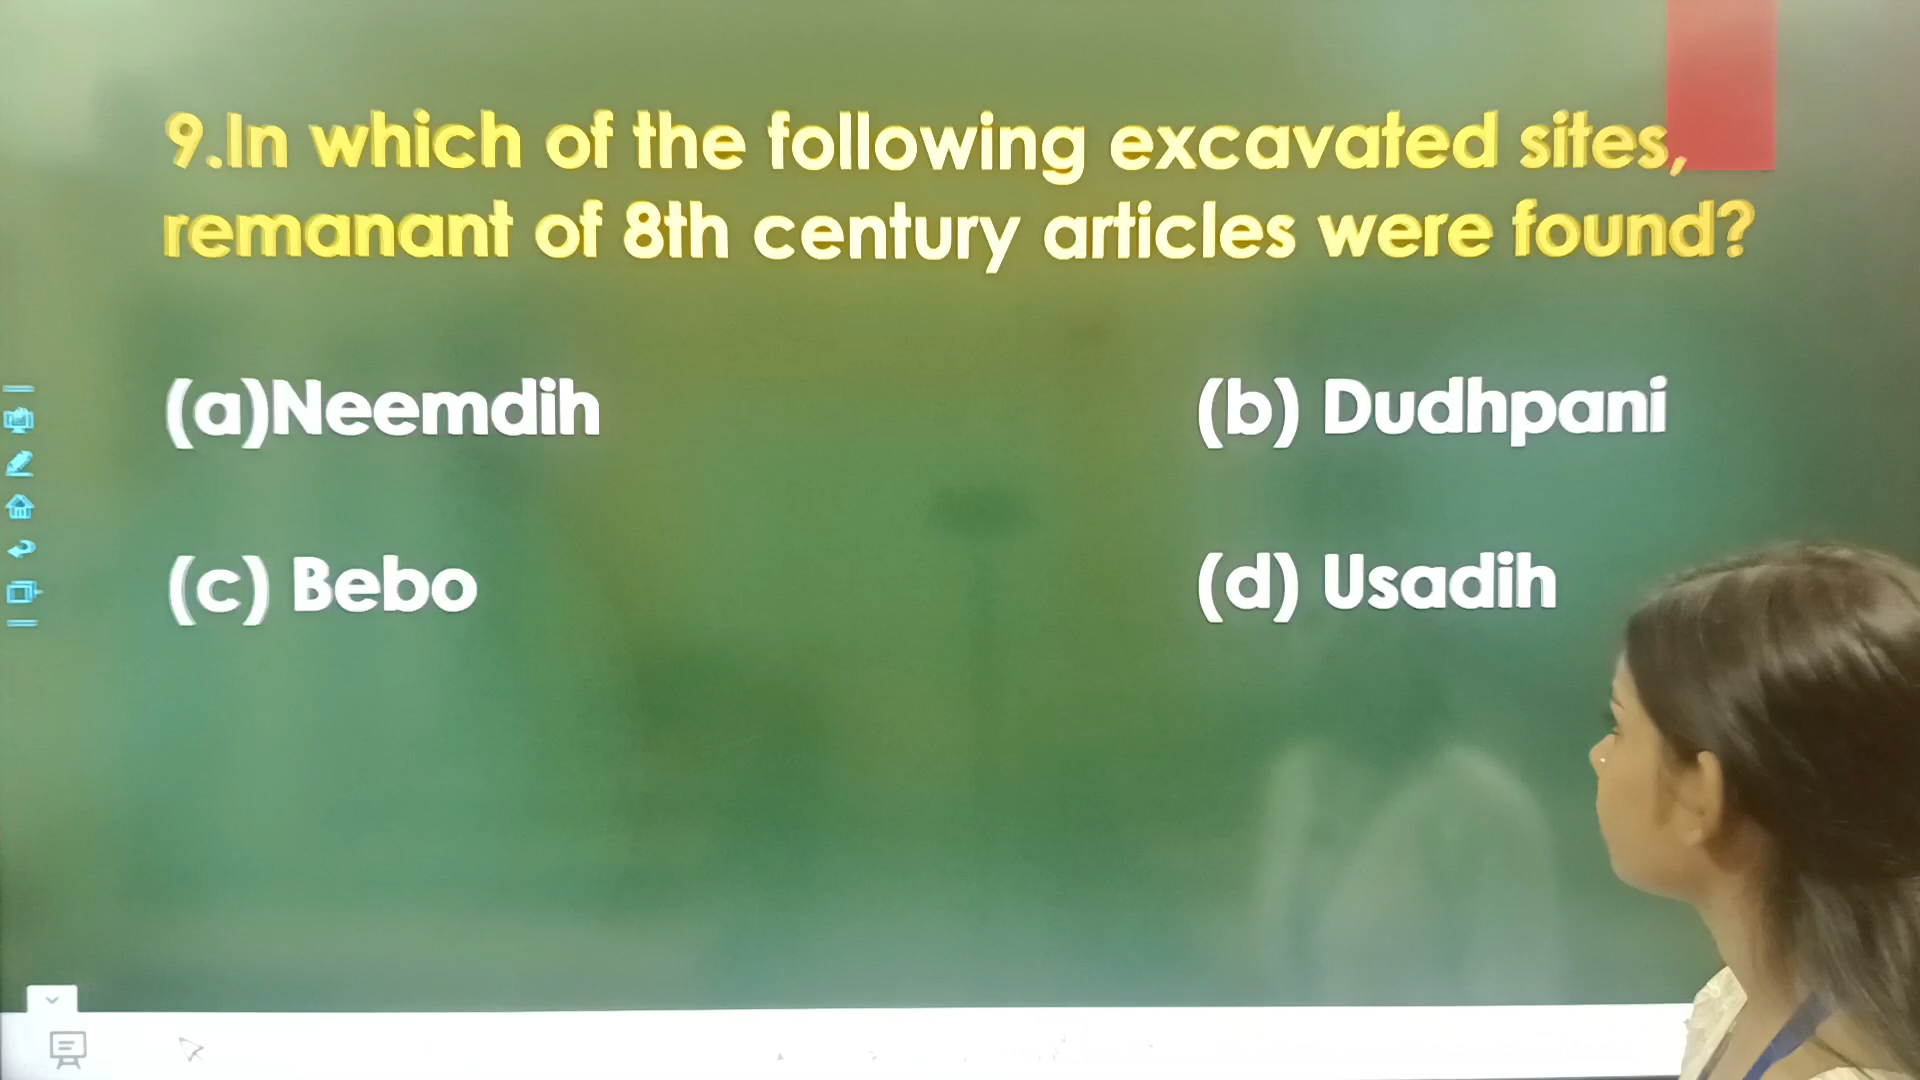 9.In which of the following excavated sites,
remanant of 8th century articles were found?
(a)Neemdih
(b) Dudhpani
(c) Bebo
(d) Usadih